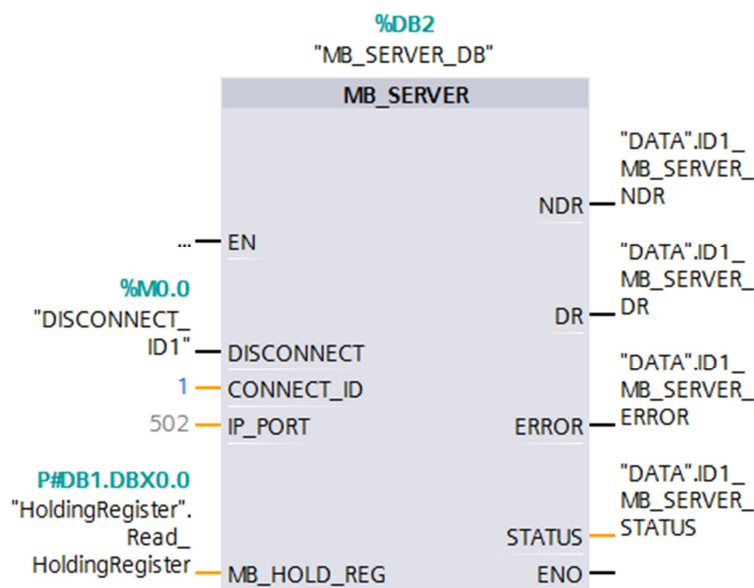 %DB2
"MB_SERVER_DB"
MB_SERVER
"DATA".ID1_
MB_SERVER_
NDR
NDR
... EN
"DATA".ID1_
MB_SERVER_
DR
DR
%M0.0
"DISCONNECT_
ID1"
DISCONNECT
1 CONNECT_ID
502 IP_PORT
"DATA".ID1_
MB_SERVER_
ERROR
ERROR
P#DB1.DBX0.0
"HoldingRegister".
Read_
HoldingRegister
MB_HOLD_REG
"DATA".ID1_
MB_SERVER_
STATUS
STATUS
ENO